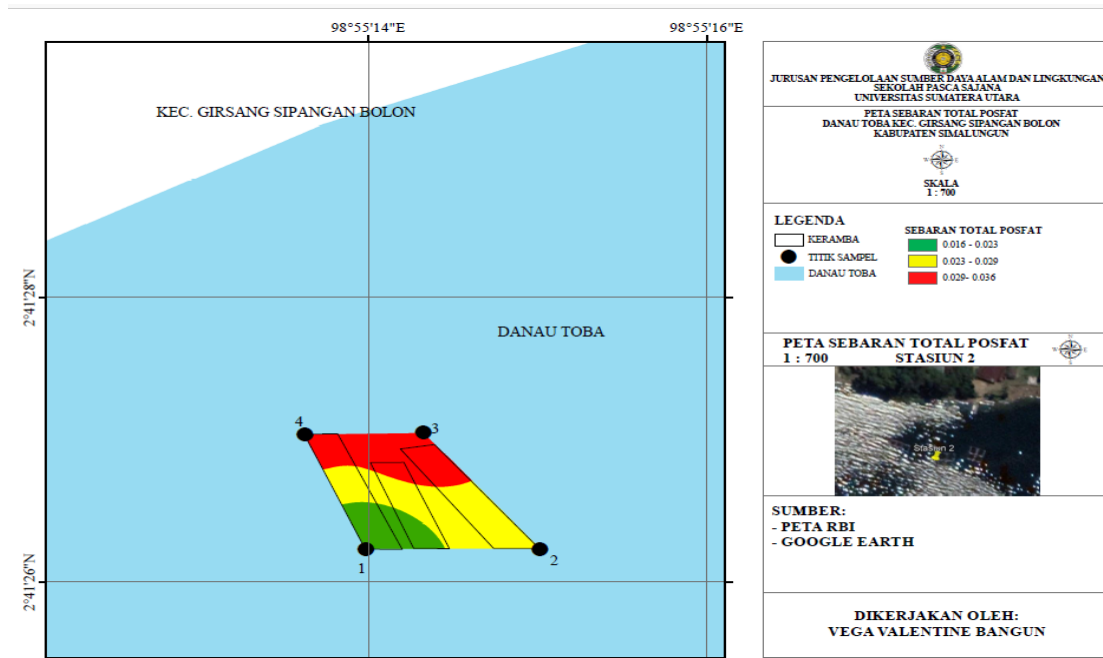 98°55'14"E
98°55'16"E
KEC. GIRSANG SIPANGAN BOLON
2°41'28"N
DANAU TOBA
4
3
1
2
2°41'26"N
JURUSAN PENGELOLAAN SUMBER DAYA ALAM DAN LINGKUNGAN
SEKOLAH PASCA SAJANA
UNIVERSITAS SUMATERA UTARA
PETA SEBARAN TOTAL POSFAT
DANAU TOBA KEC. GIRSANG SIPANGAN BOLON
KABUPATEN SIMALUNGUN
N
W E
S
SKALA
1 : 700
LEGENDA
KERAMBA
TITIK SAMPEL
DANAU TOBA
SEBARAN TOTAL POSFAT
0.016 - 0.023
0.023 - 0.029
0.029- 0.036
PETA SEBARAN TOTAL POSFAT
1 : 700 STASIUN 2
N
W E
S
Stasiun 2
SUMBER:
- PETA RBI
- GOOGLE EARTH
DIKERJAKAN OLEH:
VEGA VALENTINE BANGUN